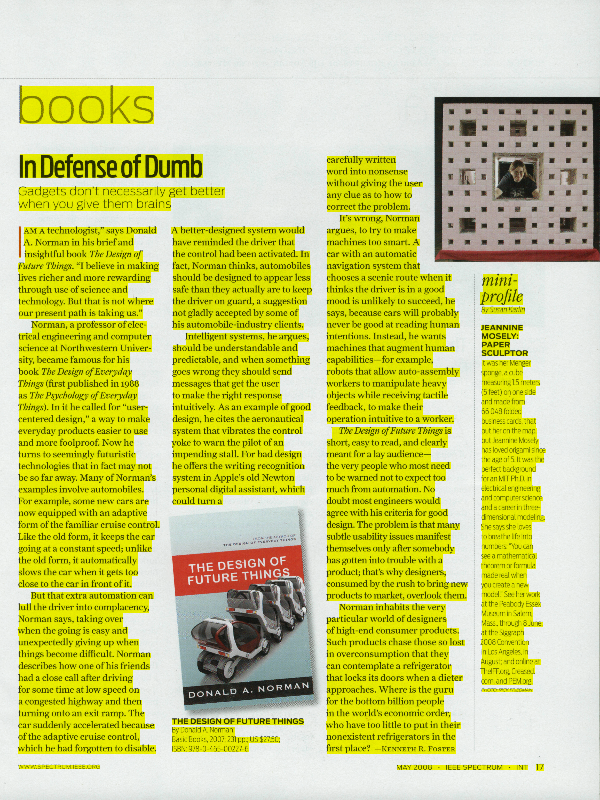 books
In Defense of Dumb
Gadgets don't necessarily get better
when you give them brains
I AM A technologist," says Donald
A. Norman in his brief and
insightful book The Design of
Future Things. "I believe in making
lives richer and more rewarding
through use of science and
technology. But that is not where
our present path is taking us."
Norman, a professor of elec-
trical engineering and computer
science at Northwestern Univer-
sity, became famous for his
book The Design of Everyday
Things (first published in 1988
as The Psychology of Everyday
Things). In it he called for "user-
centered design," a way to make
everyday products easier to use
and more foolproof. Now he
turns to seemingly futuristic
technologies that in fact may not
be so far away. Many of Norman's
examples involve automobiles.
For example, some new cars are
now equipped with an adaptive
form of the familiar cruise control.
Like the old form, it keeps the car
going at a constant speed; unlike
the old form, it automatically
slows the car when it gets too
close to the car in front of it.
But that extra automation can
lull the driver into complacency,
Norman says, taking over
when the going is easy and
unexpectedly giving up when
things become difficult. Norman
describes how one of his friends
had a close call after driving
for some time at low speed on
a congested highway and then
turning onto an exit ramp. The
car suddenly accelerated because
of the adaptive cruise control,
which he had forgotten to disable.
A better-designed system would
have reminded the driver that
the control had been activated. In
fact, Norman thinks, automobiles
should be designed to appear less
safe than they actually are to keep
the driver on guard, a suggestion
not gladly accepted by some of
his automobile-industry clients.
Intelligent systems, he argues,
should be understandable and
predictable, and when something
goes wrong they should send
messages that get the user
to make the right response
intuitively. As an example of good
design, he cites the aeronautical
system that vibrates the control
yoke to warn the pilot of an
impending stall. For bad design
he offers the writing recognition
system in Apple's old Newton
personal digital assistant, which
could turn a
THE DESIGN OF
FUTURE THINGS
DONALD A. NORMAN
THE DESIGN OF FUTURE THINGS
By Donald A. Norman;
Basic Books, 2007; 231 pp.; US $27.50;
ISBN: 978-0-465-00227-6
carefully written
word into nonsense
without giving the user
any clue as to how to
correct the problem.
It's wrong, Norman
argues, to try to make
machines too smart. A
car with an automatic
navigation system that
chooses a scenic route when it
thinks the driver is in a good
mood is unlikely to succeed, he
says, because cars will probably
never be good at reading human
intentions. Instead, he wants
machines that augment human
capabilities—for example,
robots that allow auto-assembly
workers to manipulate heavy
objects while receiving tactile
feedback, to make their
operation intuitive to a worker.
The Design of Future Things is
short, easy to read, and clearly
meant for a lay audience—
the very people who most need
to be warned not to expect too
much from automation. No
doubt most engineers would
agree with his criteria for good
design. The problem is that many
subtle usability issues manifest
themselves only after somebody
has gotten into trouble with a
product; that's why designers,
consumed by the rush to bring new
products to market, overlook them.
Norman inhabits the very
particular world of designers
of high-end consumer products.
Such products chase those so lost
in overconsumption that they
can contemplate a refrigerator
that locks its doors when a dieter
approaches. Where is the guru
for the bottom billion people
in the world's economic order,
who have too little to put in their
nonexistent refrigerators in the
first place? —KENNETH R. FOSTER
mini-
profile
By Susan Karlin
JEANNINE
MOSELY:
PAPER
SCULPTOR
It was her Menger
sponge, a cube
measuring 1.5 meters
(5 feet) on one side
and made from
66 048 folded
business cards, that
put her on the map,
but Jeannine Mosely
has loved origami since
the age of 5. It was the
perfect background
for an MIT Ph.D. in
electrical engineering
and computer science
and a career in three-
dimensional modeling.
She says she loves
to breathe life into
numbers. "You can
see a mathematical
theorem or formula
made real when
you create a new
model." See her work
at the Peabody Essex
Museum in Salem,
Mass., through 8 June;
at the Siggraph
2008 Convention
in Los Angeles, in
August; and online at
TheIFF.org,
com, and PEM.org.
WWW.SPECTRUM.IEEE.ORG
MAY 2008 · IEEE SPECTRUM · INT 17